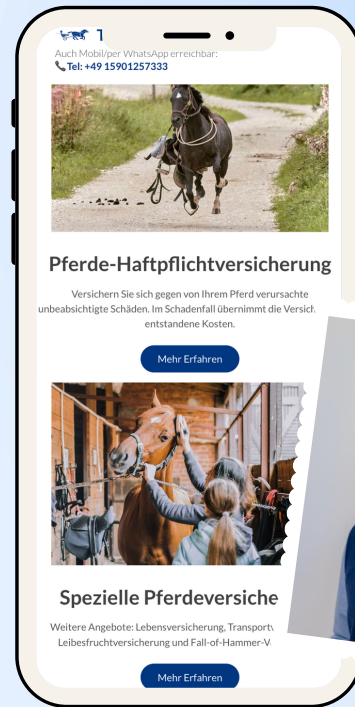 Auch Mobil/per WhatsApp erreichbar:
Tel: +49 15901257333
Pferde-Haftpflichtversicherung
Versichern Sie sich gegen von Ihrem Pferd verursachte
unbeabsichtigte Schäden. Im Schadenfall übernimmt die
entstandene Kosten.
Mehr Erfahren
Spezielle
Weitere Angebote: Lebensversicherung,
Leibesfruchtversicherung und Fall-of-Hammer-V
Mehr Erfahren